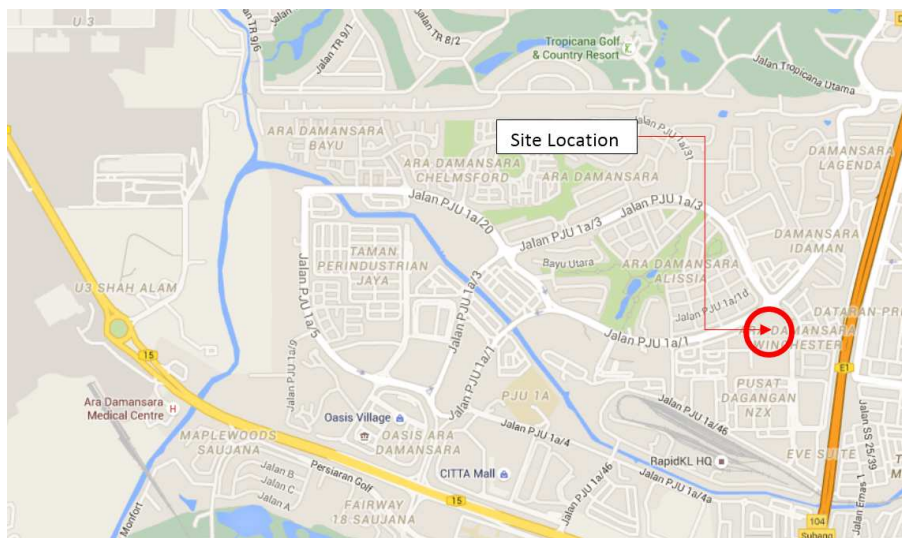 U 3
Jalan TR 9/6
Jalan TR 9/1
Jalan TR 8/2
Tropicana Golf
& Country Resort
Jalan Tropicana Utama
ARA DAMANSARA
BAYU
Site Location
Jalan PJU 1a/31
DAMANSARA
LAGENDA
ARA DAMANSARA
CHELMSFORD
ARA DAMANSARA
Jalan PJU 1a/20
Jalan PJU 1a/3
Jalan PJU 1a/3
DAMANSARA
IDAMAN
TAMAN
PERINDUSTRIAN
JAYA
Bayu Utara
ARA DAMANSARA
ALISSIA
U3 SHAH ALAM
Jalan PJU 1a/5
Jalan PJU 1a/3
Jalan PJU 1a/1d
DATARAN PR
DAMANSARA
WINCHESTER
15
Jalan PJU 1a/9
Jalan PJU 1a/1
Jalan PJU 1a/1
E1
Ara Damansara
Medical Centre
H
PJU 1A
PUSAT
DAGANGAN
NZX
Oasis Village
OASIS ARA
DAMANSARA
Jalan PJU 1a/4
Jalan PJU 1a/46
Jalan SS 25/39
MAPLEWOODS
SAUJANA
EVE SUITE
Jalan B
Jalan C
Jalan A
Persiaran Golf
CITTA Mall
RapidKL HQ
T
M
Monfort
FAIRWAY
18 SAUJANA
15
Jalan PJU 1a/46
Jalan PJU 1a/4a
Jalan Emas 1
104
Subang